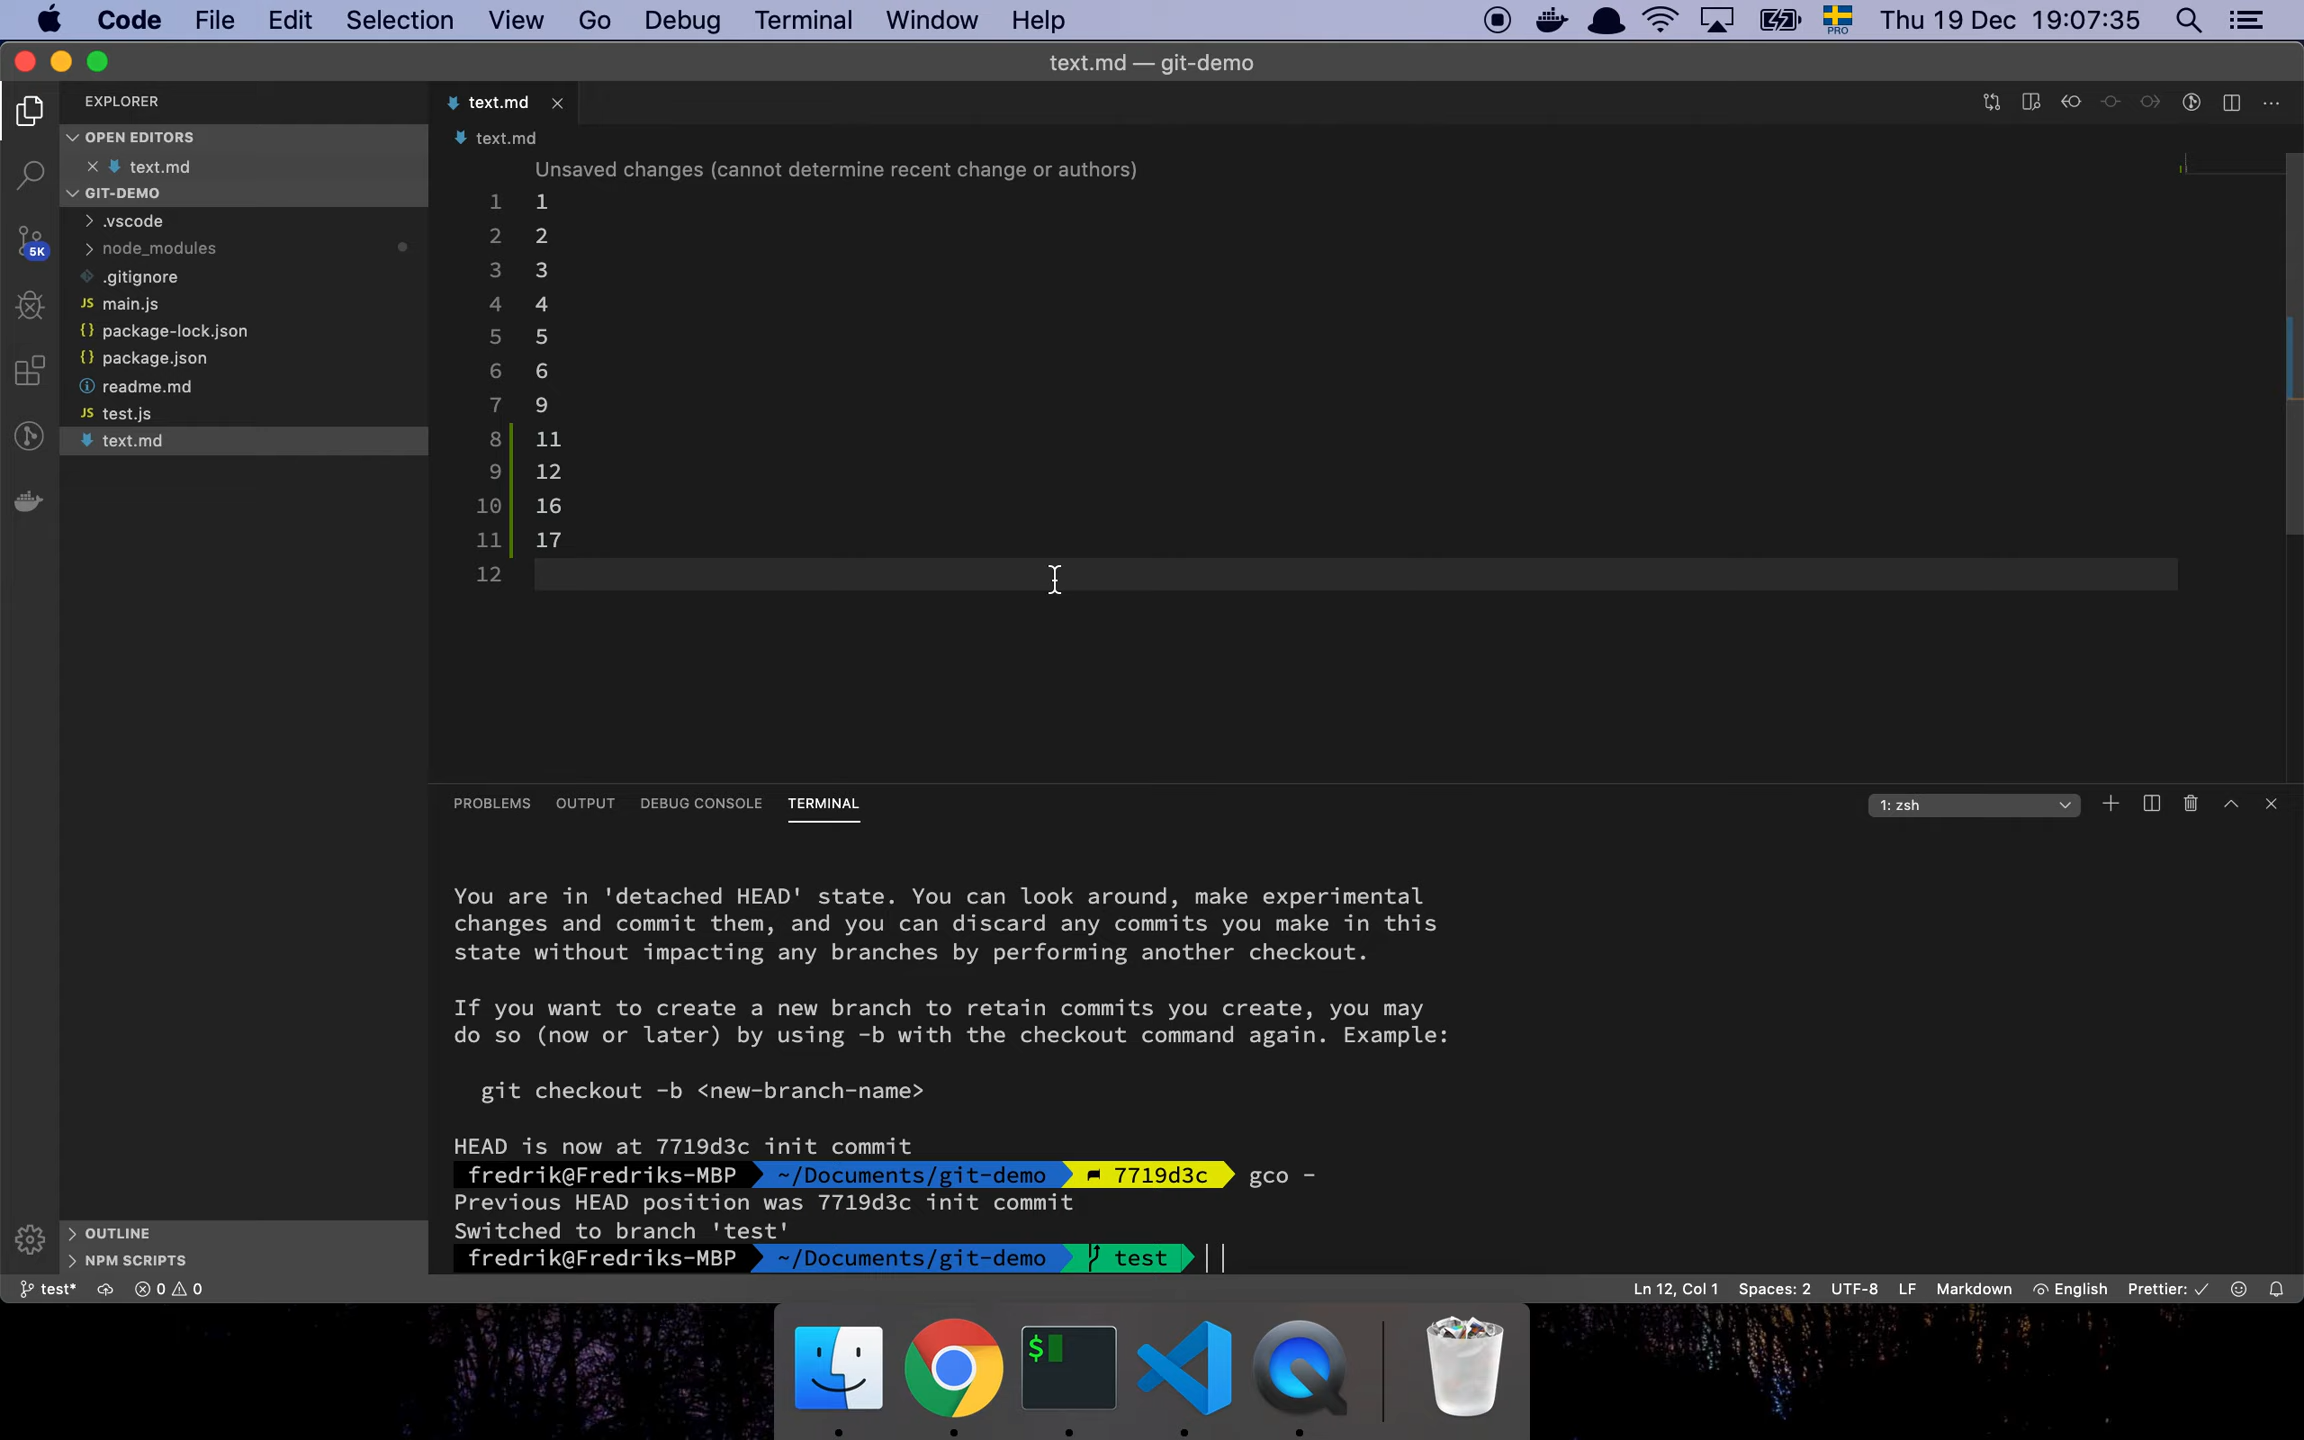 Code File Edit Selection View Go Debug Terminal Window Help PRO Thu 19 Dec 19:07:35
text.md — git-demo
EXPLORER
OPEN EDITORS
text.md
GIT-DEMO
.vscode
node_modules
.gitignore
JS main.js
{} package-lock.json
{} package.json
readme.md
JS test.js
text.md
5K
OUTLINE
NPM SCRIPTS
text.md
text.md
Unsaved changes (cannot determine recent change or authors)
1 1
2 2
3 3
4 4
5 5
6 6
7 9
8 11
9 12
10 16
11 17
12
PROBLEMS OUTPUT DEBUG CONSOLE TERMINAL 1: zsh
You are in 'detached HEAD' state. You can look around, make experimental
changes and commit them, and you can discard any commits you make in this
state without impacting any branches by performing another checkout.
If you want to create a new branch to retain commits you create, you may
do so (now or later) by using -b with the checkout command again. Example:
git checkout -b <new-branch-name>
HEAD is now at 7719d3c init commit
fredrik@Fredriks-MBP ~/Documents/git-demo 7719d3c gco -
Previous HEAD position was 7719d3c init commit
Switched to branch 'test'
fredrik@Fredriks-MBP ~/Documents/git-demo test
test* 0 0 Ln 12, Col 1 Spaces: 2 UTF-8 LF Markdown English Prettier: ✓
$